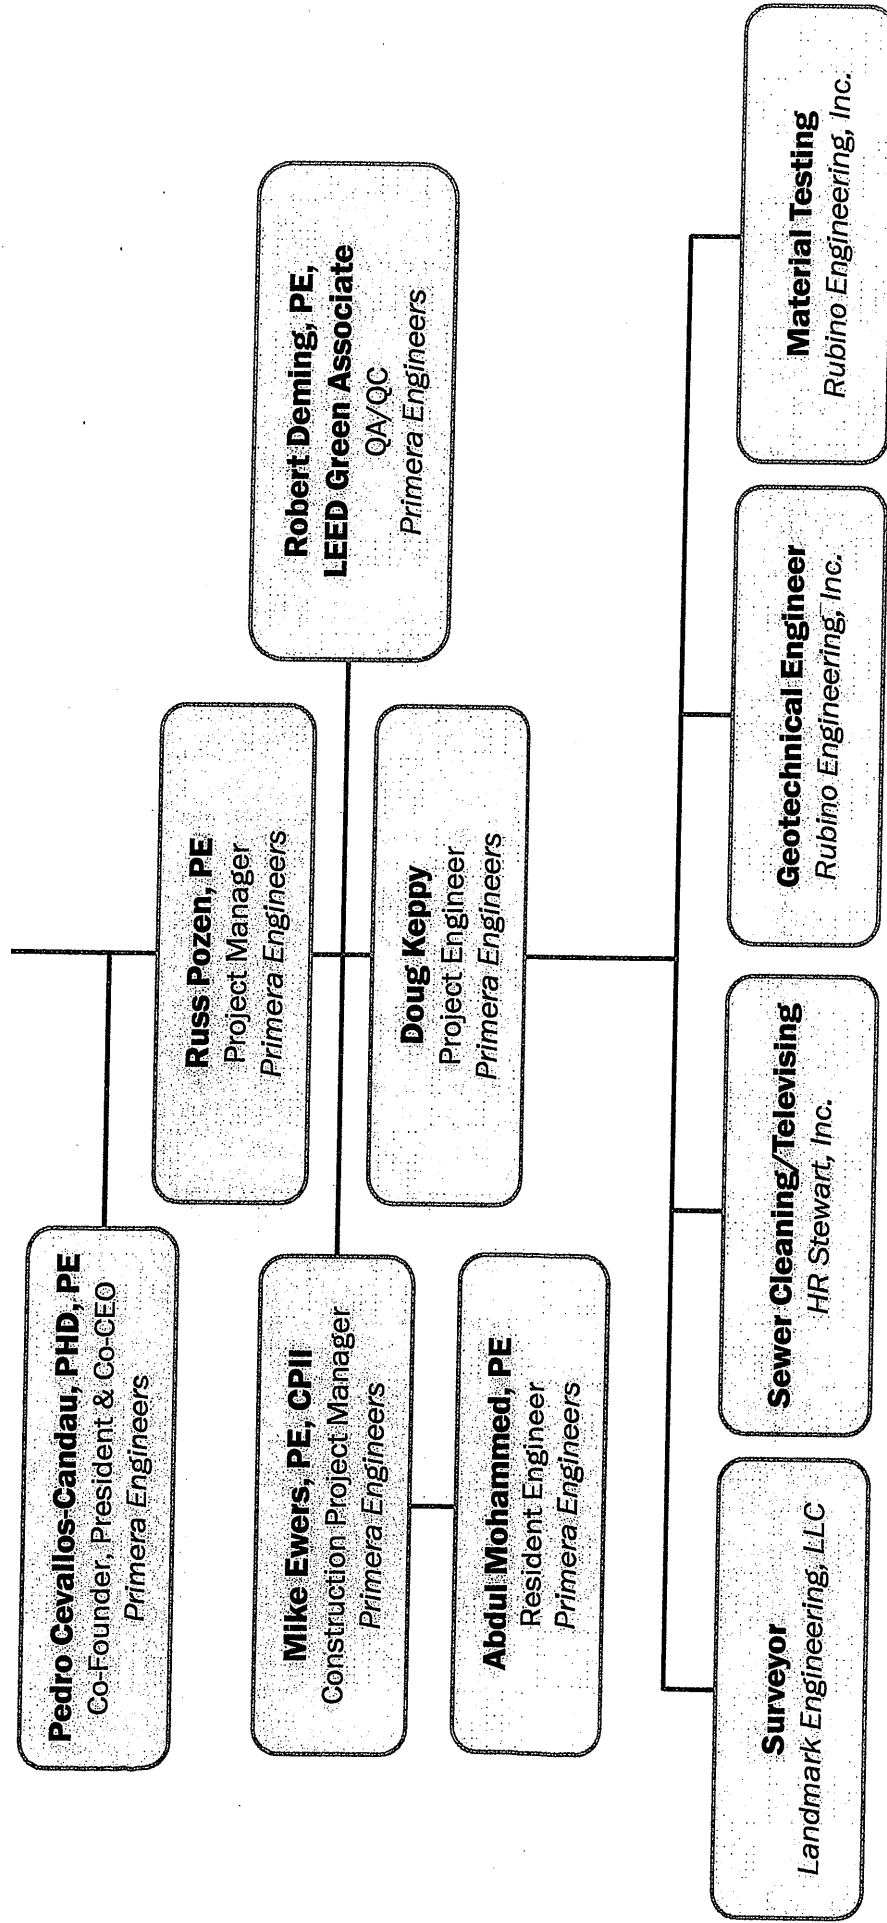 Pedro Cevallos-Candau, PHD, PE
Co-Founder, President & Co-CEO
Primera Engineers
Russ Pozen, PE
Project Manager
Primera Engineers
Mike Ewers, PE, CPII
Construction Project Manager
Primera Engineers
Robert Deming, PE,
LEED Green Associate
QA/QC
Primera Engineers
Doug Keppy
Project Engineer
Primera Engineers
Abdul Mohammed, PE
Resident Engineer
Primera Engineers
Surveyor
Landmark Engineering, LLC
Sewer Cleaning/Televising
HR Stewart, Inc.
Geotechnical Engineer
Rubino Engineering, Inc.
Material Testing
Rubino Engineering, Inc.